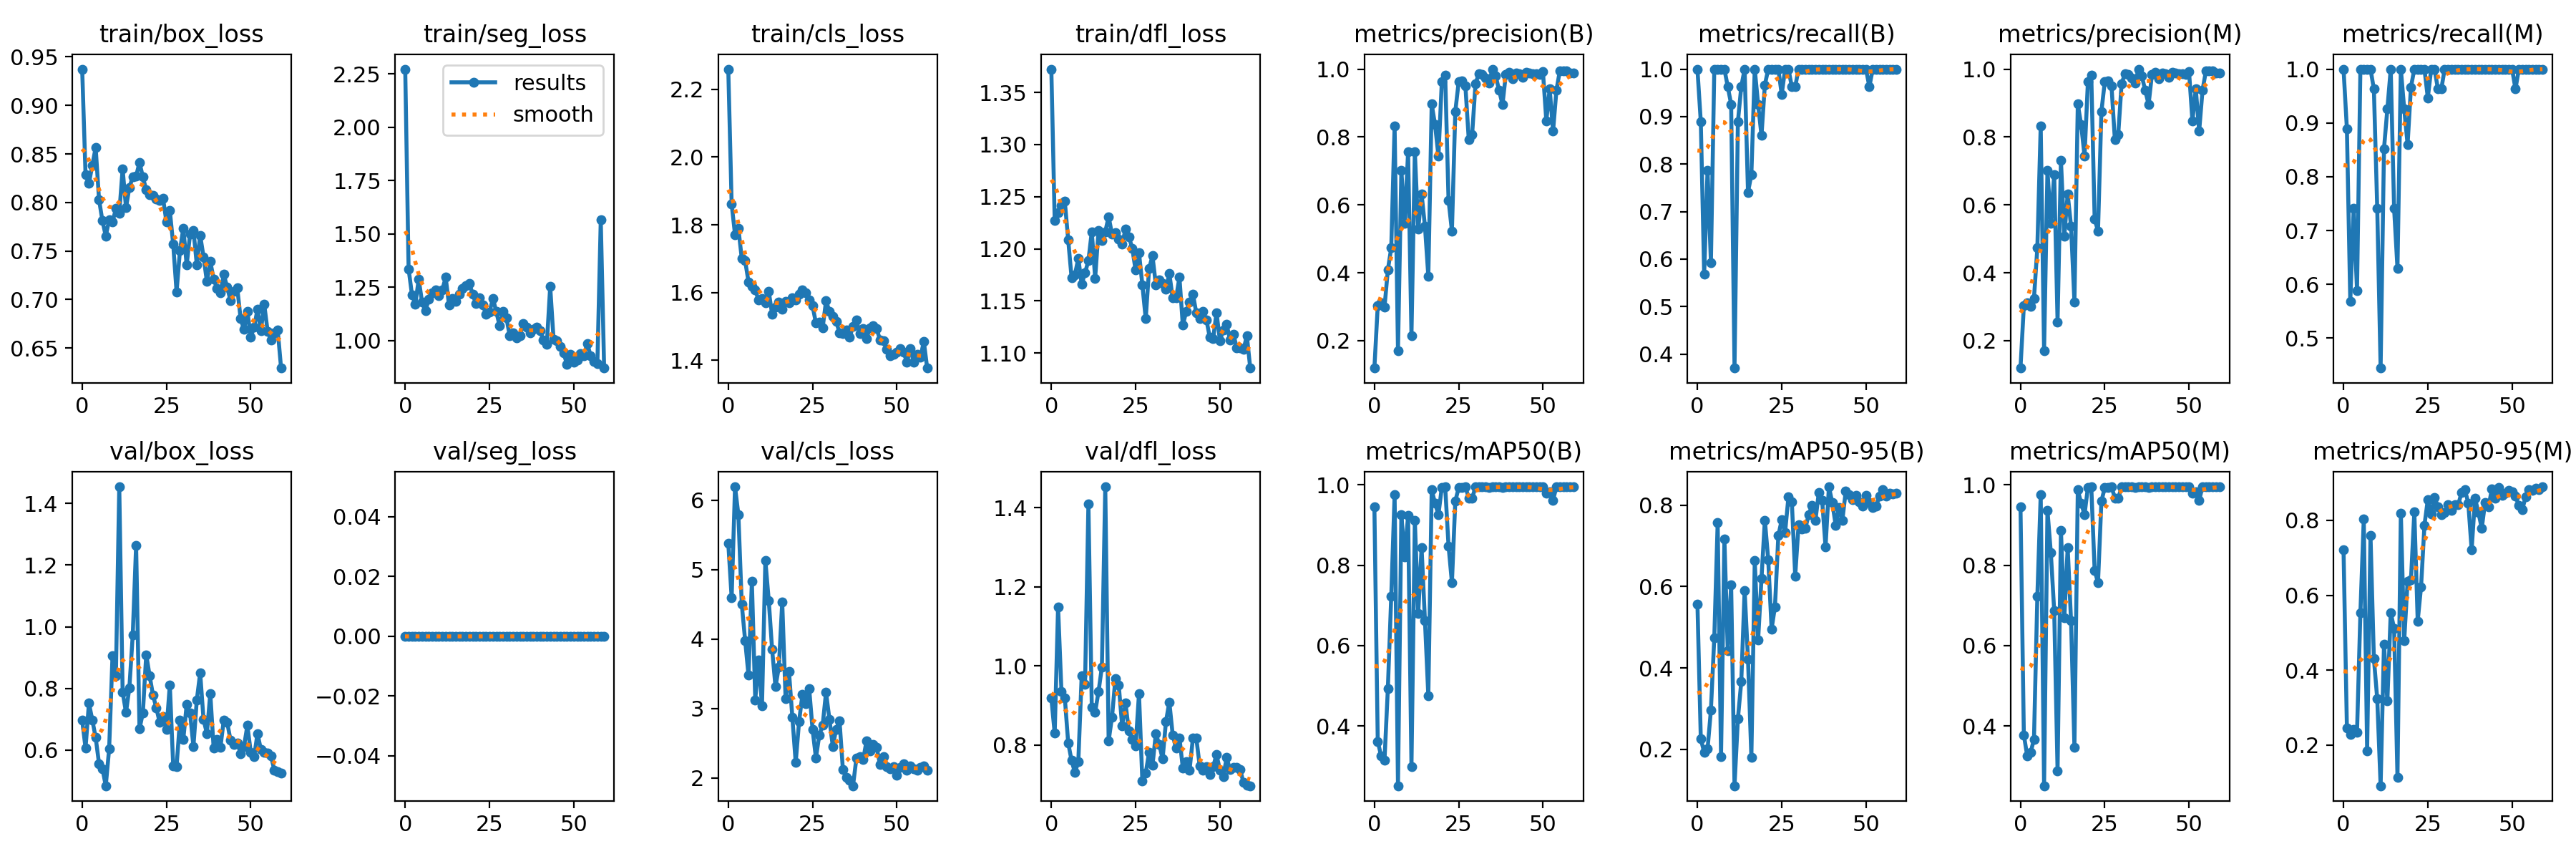 train/box_loss
0.95
0.90
0.85
0.80
0.75
0.70
0.65
0 25 50
train/seg_loss
results
smooth
2.25
2.00
1.75
1.50
1.25
1.00
0 25 50
train/cls_loss
2.2
2.0
1.8
1.6
1.4
0 25 50
train/dfl_loss
1.35
1.30
1.25
1.20
1.15
1.10
0 25 50
metrics/precision(B)
1.0
0.8
0.6
0.4
0.2
0 25 50
metrics/recall(B)
1.0
0.9
0.8
0.7
0.6
0.5
0.4
0 25 50
metrics/precision(M)
1.0
0.8
0.6
0.4
0.2
0 25 50
metrics/recall(M)
1.0
0.9
0.8
0.7
0.6
0.5
0 25 50
val/box_loss
1.4
1.2
1.0
0.8
0.6
0 25 50
val/seg_loss
0.04
0.02
0.00
−0.02
−0.04
0 25 50
val/cls_loss
6
5
4
3
2
0 25 50
val/dfl_loss
1.4
1.2
1.0
0.8
0 25 50
metrics/mAP50(B)
1.0
0.8
0.6
0.4
0 25 50
metrics/mAP50-95(B)
0.8
0.6
0.4
0.2
0 25 50
metrics/mAP50(M)
1.0
0.8
0.6
0.4
0 25 50
metrics/mAP50-95(M)
0.8
0.6
0.4
0.2
0 25 50